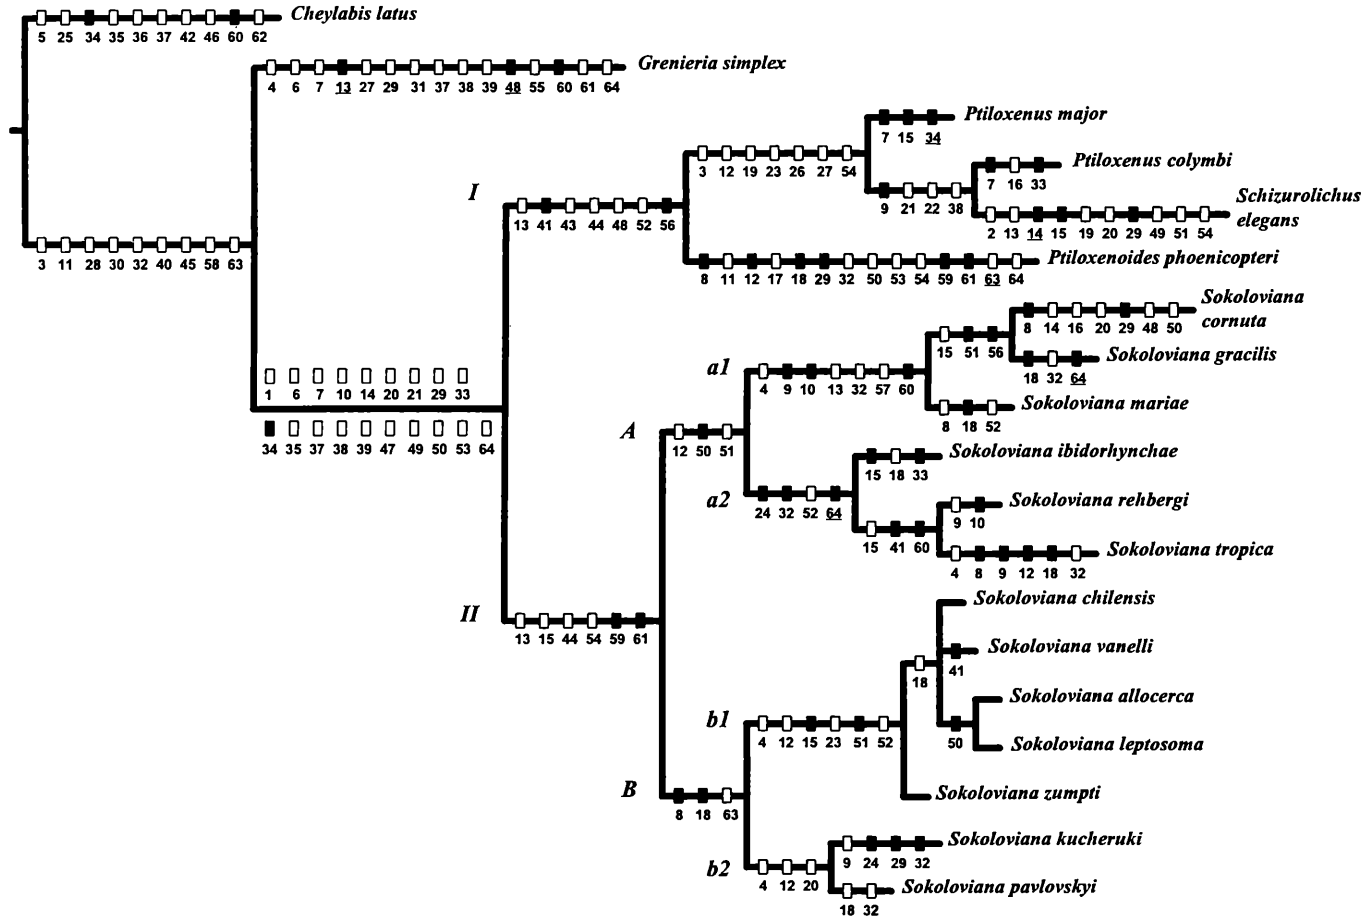 Cheylabis latus
5 25 34 35 36 37 42 46 60 62
Grenieria simplex
4 6 7 13 27 29 31 37 38 39 48 55 60 61 64
Ptiloxenus major
7 15 34
3 12 19 23 26 27 54
Ptiloxenus colymbi
7 16 33
I
9 21 22 38
Schizurolichus
elegans
2 13 14 15 19 20 29 49 51 54
13 41 43 44 48 52 56
3 11 28 30 32 40 45 58 63
Ptiloxenoides phoenicopteri
8 11 12 17 18 29 32 50 53 54 59 61 63 64
Sokoloviana
cornuta
8 14 16 20 29 48 50
15 51 56
Sokoloviana gracilis
18 32 64
a1
4 9 10 13 32 57 60
1 6 7 10 14 20 21 29 33
Sokoloviana mariae
8 18 52
A
12 50 51
34 35 37 38 39 47 49 50 53 64
Sokoloviana ibidorhynchae
15 18 33
a2
24 32 52 64
Sokoloviana rehbergi
9 10
15 41 60
Sokoloviana tropica
4 8 9 12 18 32
Sokoloviana chilensis
II
13 15 44 54 59 61
Sokoloviana vanelli
41
18
Sokoloviana allocerca
b1
4 12 15 23 51 52
50
Sokoloviana leptosoma
B
8 18 63
Sokoloviana zumpti
Sokoloviana kucheruki
9 24 29 32
b2
4 12 20
Sokoloviana pavlovskyi
18 32